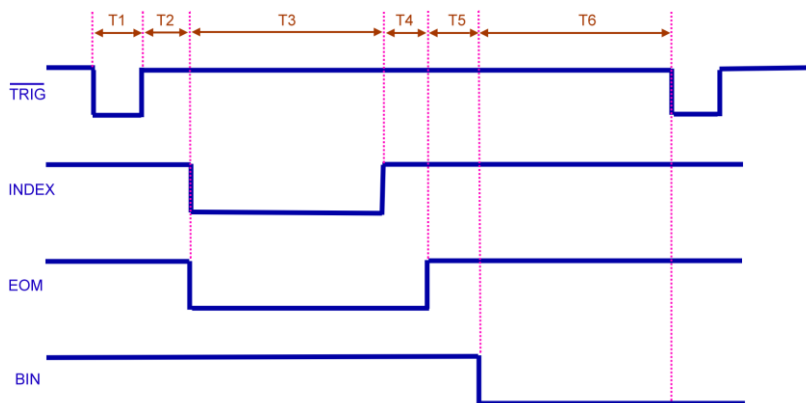 T1 T2 T3 T4 T5 T6
TRIG
INDEX
EOM
BIN